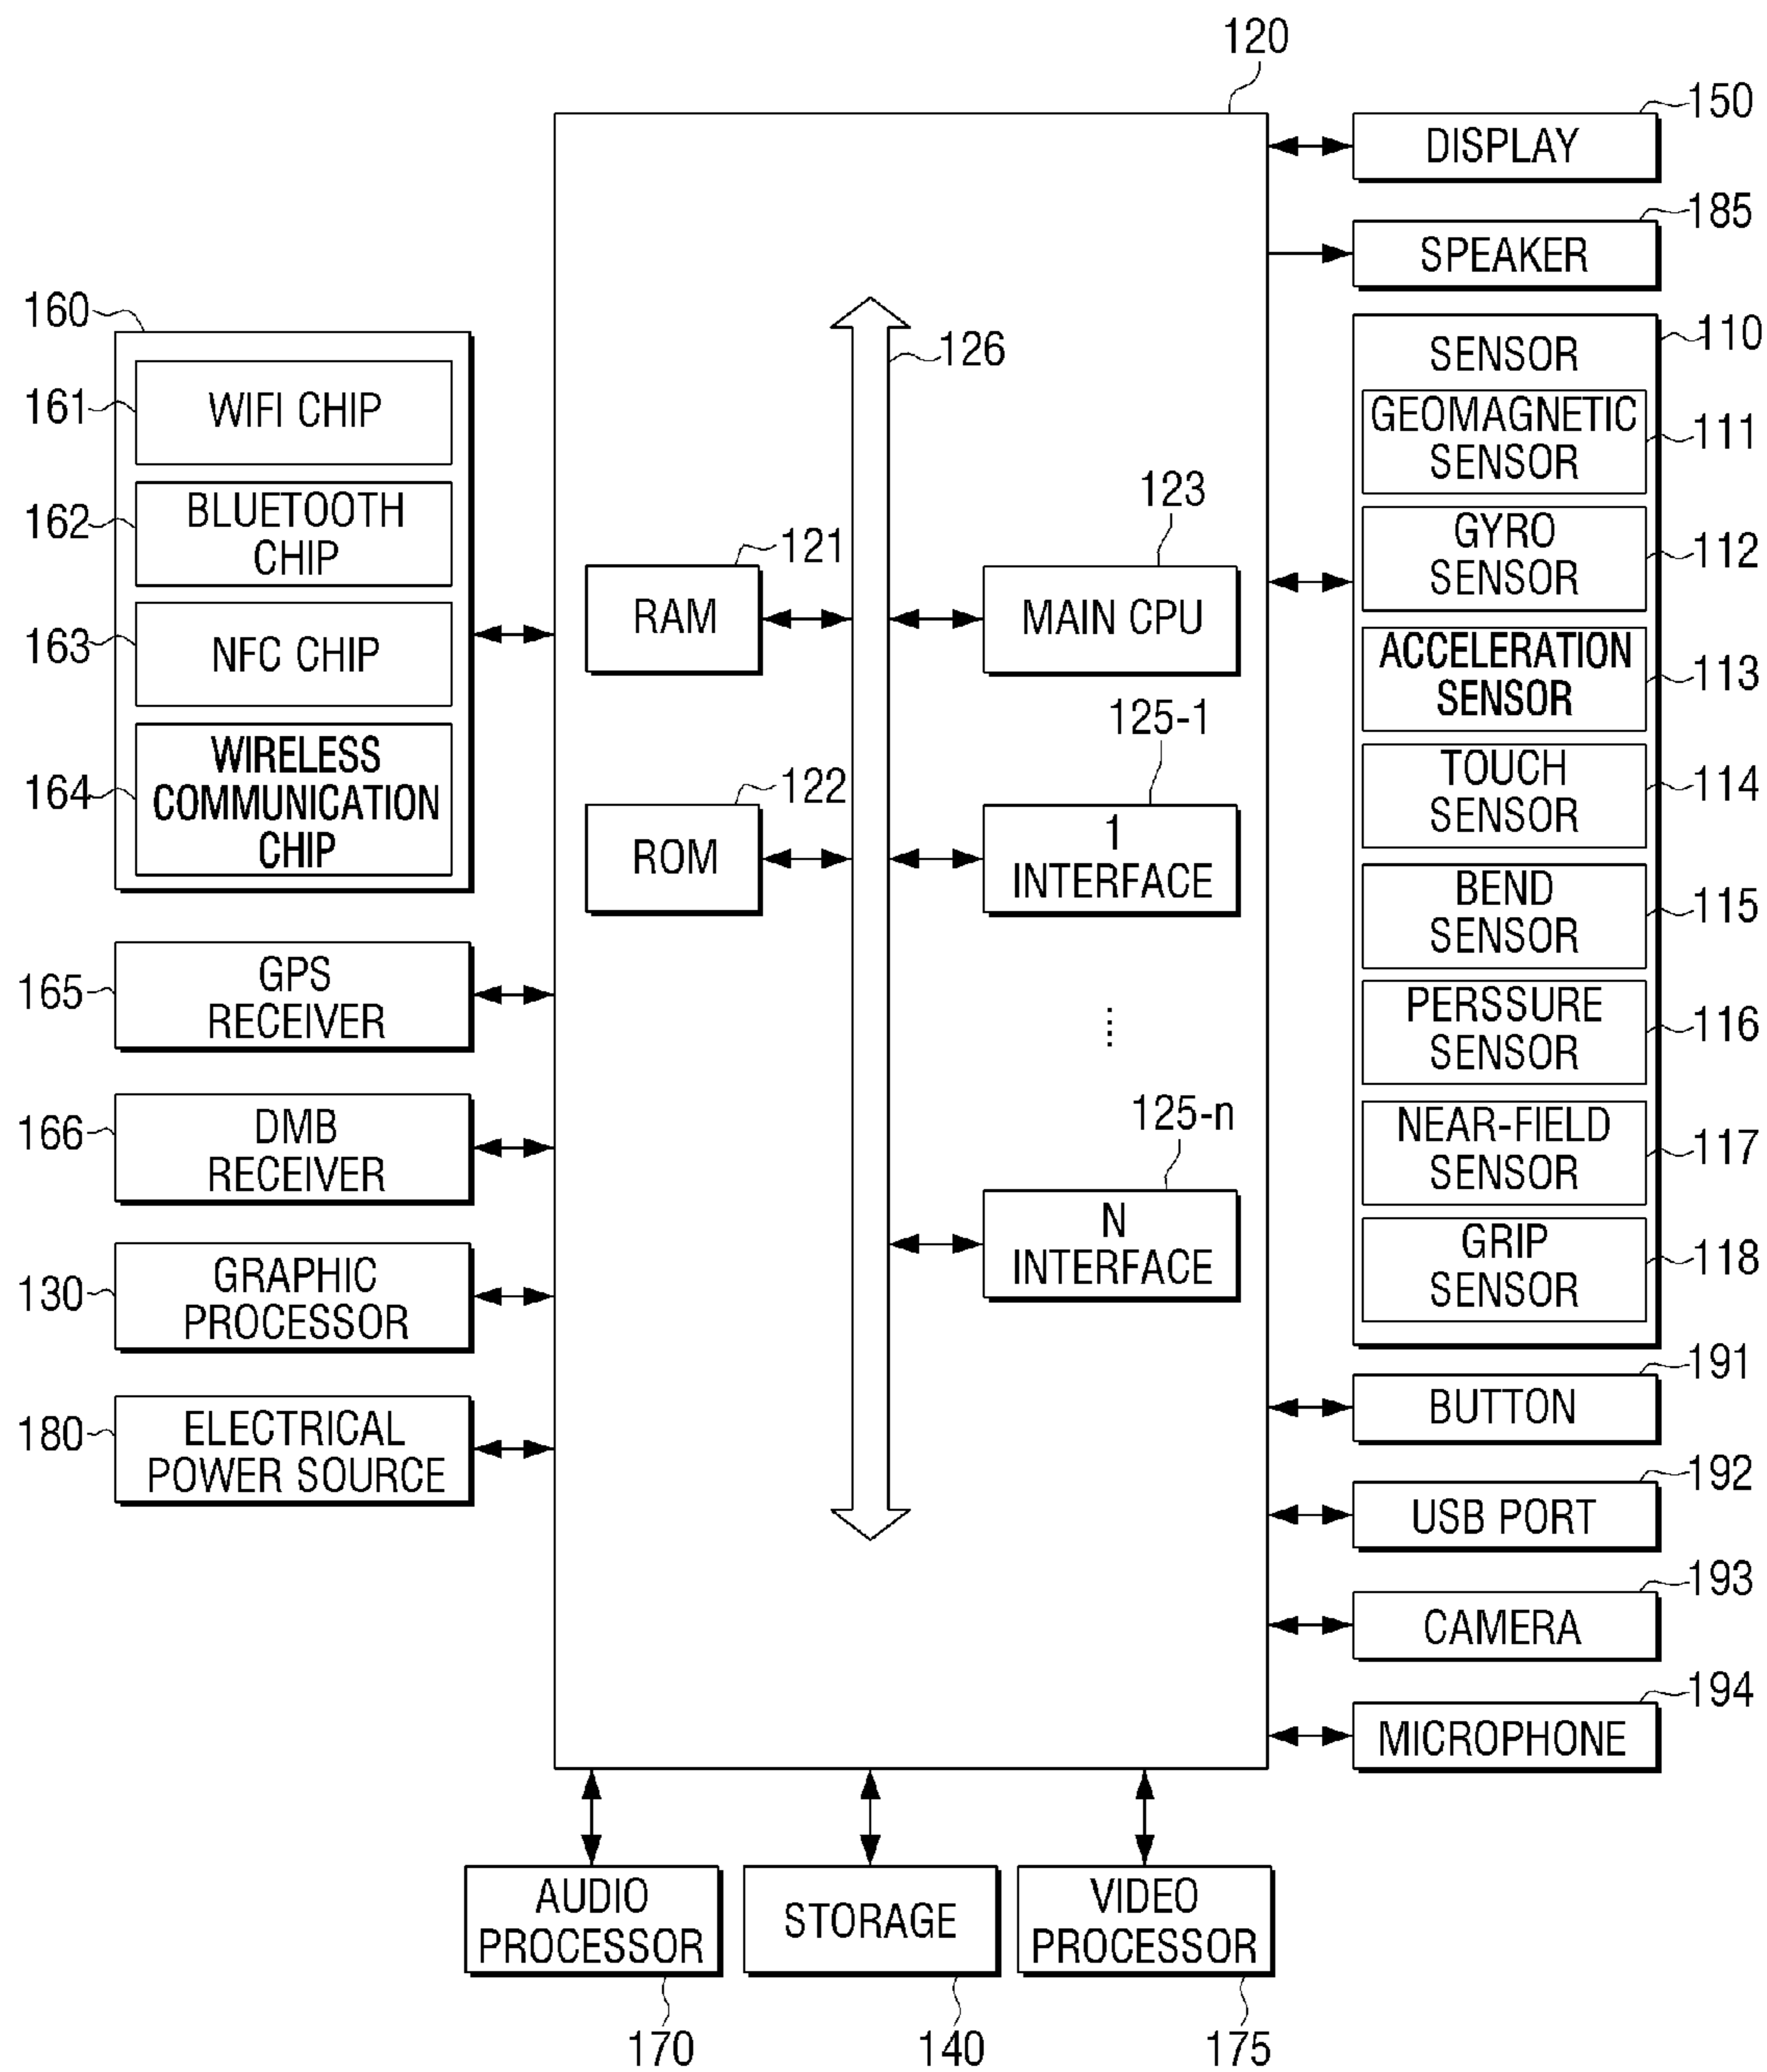 120
150
DISPLAY
185
SPEAKER
160
161
WIFI CHIP
162
BLUETOOTH
CHIP
163
NFC CHIP
164
WIRELESS
COMMUNICATION
CHIP
165
GPS
RECEIVER
166
DMB
RECEIVER
130
GRAPHIC
PROCESSOR
180
ELECTRICAL
POWER SOURCE
126
121
RAM
122
ROM
123
MAIN CPU
125-1
1
INTERFACE
125-n
N
INTERFACE
110
SENSOR
GEOMAGNETIC
SENSOR
111
GYRO
SENSOR
112
ACCELERATION
SENSOR
113
TOUCH
SENSOR
114
BEND
SENSOR
115
PERSSURE
SENSOR
116
NEAR-FIELD
SENSOR
117
GRIP
SENSOR
118
191
BUTTON
192
USB PORT
193
CAMERA
194
MICROPHONE
AUDIO
PROCESSOR
170
STORAGE
140
VIDEO
PROCESSOR
175